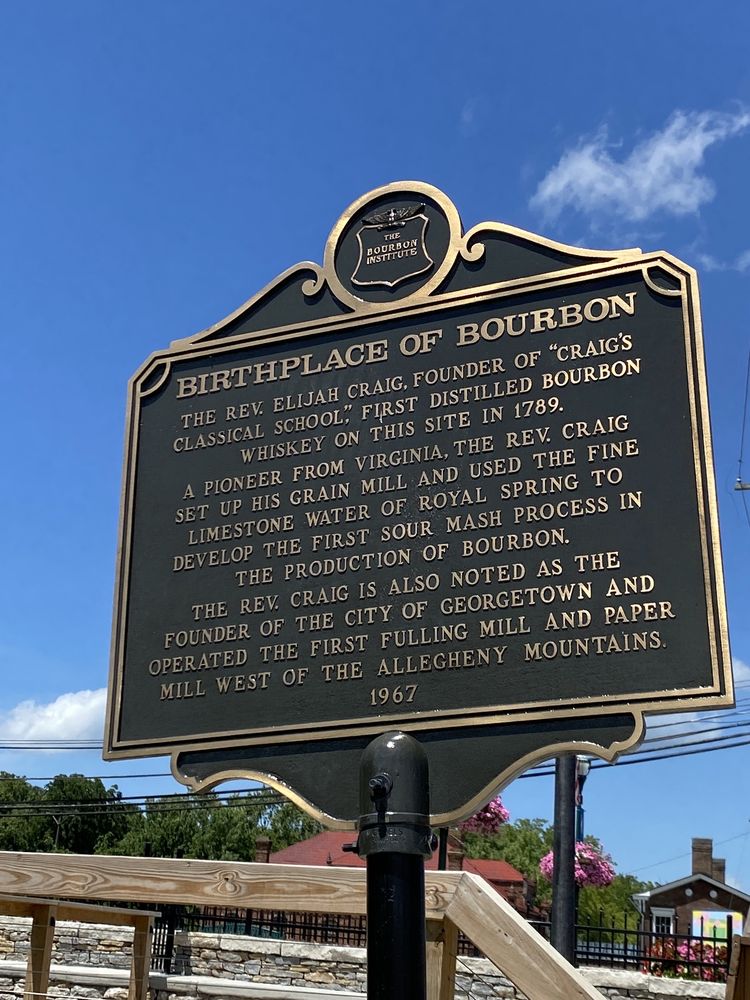 THE
BOURBON
INSTITUTE
BIRTHPLACE OF BOURBON
THE REV. ELIJAH CRAIG, FOUNDER OF "CRAIG'S
CLASSICAL SCHOOL," FIRST DISTILLED BOURBON
WHISKEY ON THIS SITE IN 1789.
A PIONEER FROM VIRGINIA, THE REV. CRAIG
SET UP HIS GRAIN MILL AND USED THE FINE
LIMESTONE WATER OF ROYAL SPRING TO
DEVELOP THE FIRST SOUR MASH PROCESS IN
THE PRODUCTION OF BOURBON.
THE REV. CRAIG IS ALSO NOTED AS THE
FOUNDER OF THE CITY OF GEORGETOWN AND
OPERATED THE FIRST FULLING MILL AND PAPER
MILL WEST OF THE ALLEGHENY MOUNTAINS.
1967